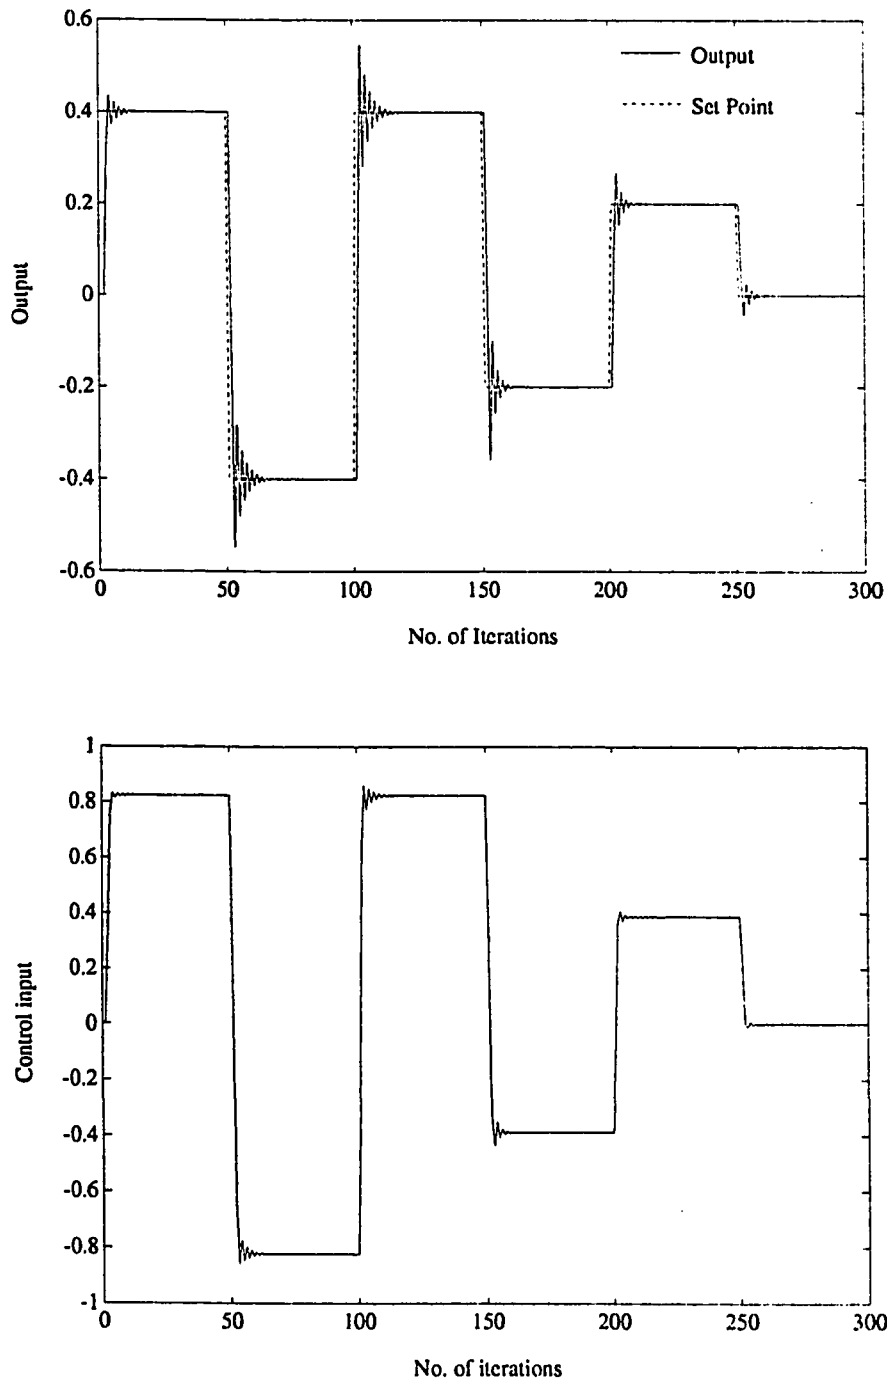 0.6
Output
Set Point
0.4
0.2
0
-0.2
-0.4
-0.6
Output
0 50 100 150 200 250 300
No. of Iterations
1
0.8
0.6
0.4
0.2
0
-0.2
-0.4
-0.6
-0.8
-1
Control input
0 50 100 150 200 250 300
No. of iterations